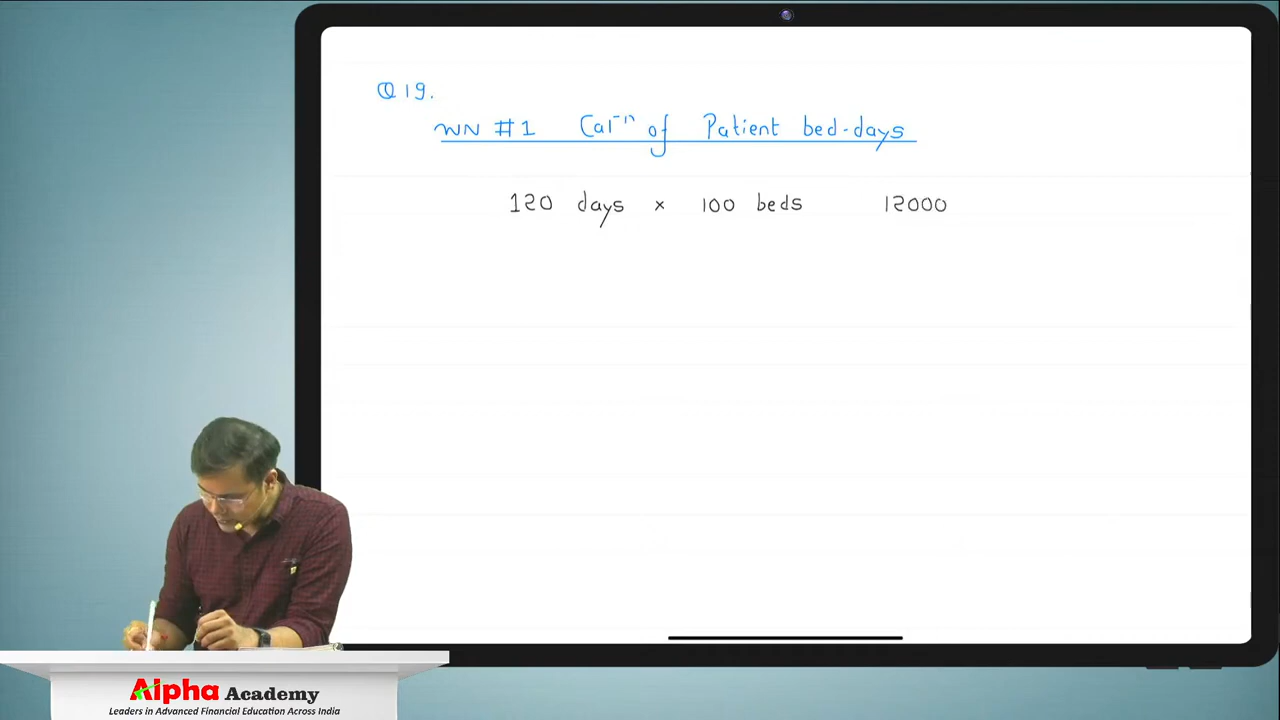 Q 19.
WN #1 Calⁿ of Patient bed-days
120 days × 100 beds 12000
Alpha Academy
Leaders in Advanced Financial Education Across India